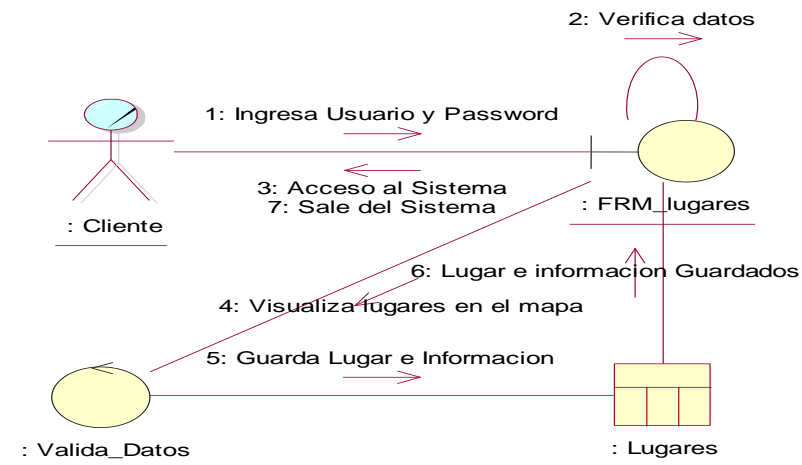 2: Verifica datos
1: Ingresa Usuario y Password
3: Acceso al Sistema
7: Sale del Sistema
: FRM_lugares
: Cliente
6: Lugar e informacion Guardados
4: Visualiza lugares en el mapa
5: Guarda Lugar e Informacion
: Valida_Datos
: Lugares